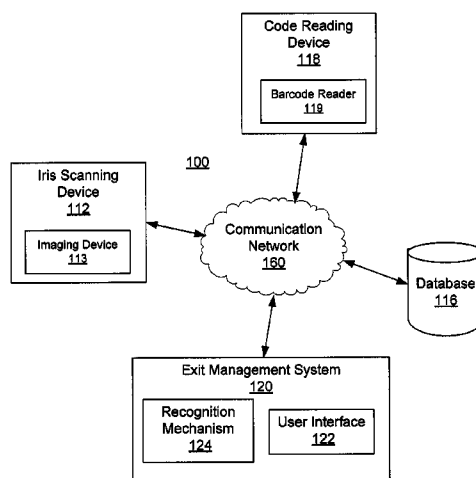 Code Reading
Device
118
Barcode Reader
119
100
Iris Scanning
Device
112
Imaging Device
113
Communication
Network
160
Database
116
Exit Management System
120
Recognition
Mechanism
124
User Interface
122